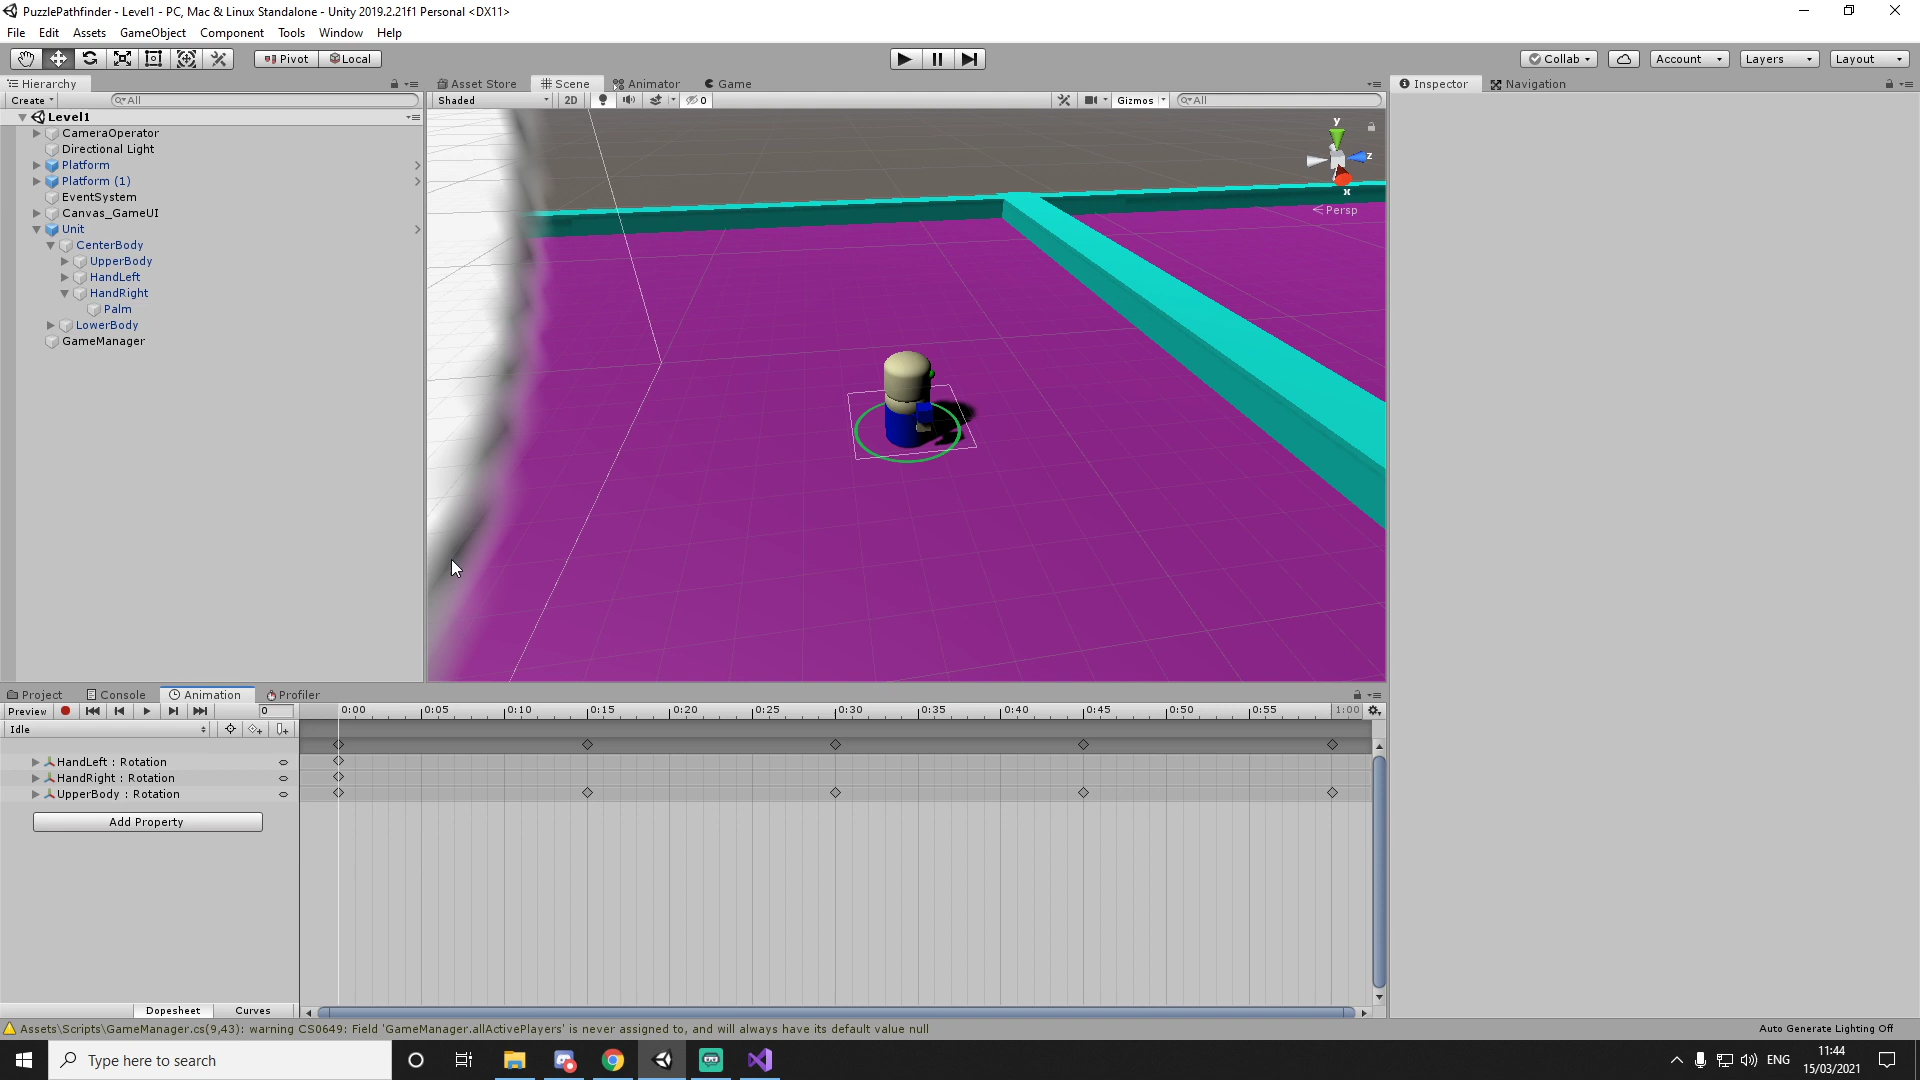 PuzzlePathfinder - Level1 - PC, Mac & Linux Standalone - Unity 2019.2.21f1 Personal <DX11>
File Edit Assets GameObject Component Tools Window Help
Pivot Local Collab Account Layers Layout
Hierarchy Asset Store Scene Animator Game Inspector Navigation
Create All Shaded 2D 0 Gizmos All
Level1
CameraOperator
Directional Light
Platform
Platform (1)
EventSystem
Canvas_GameUI
Unit
CenterBody
UpperBody
HandLeft
HandRight
Palm
LowerBody
GameManager
y
z
x
Persp
Project Console Animation Profiler
Preview 0 0:00 0:05 0:10 0:15 0:20 0:25 0:30 0:35 0:40 0:45 0:50 0:55 1:00
Idle
HandLeft : Rotation
HandRight : Rotation
UpperBody : Rotation
Add Property
Dopesheet Curves
Assets\Scripts\GameManager.cs(9,43): warning CS0649: Field 'GameManager.allActivePlayers' is never assigned to, and will always have its default value null
Auto Generate Lighting Off
Type here to search
ENG
11:44
15/03/2021